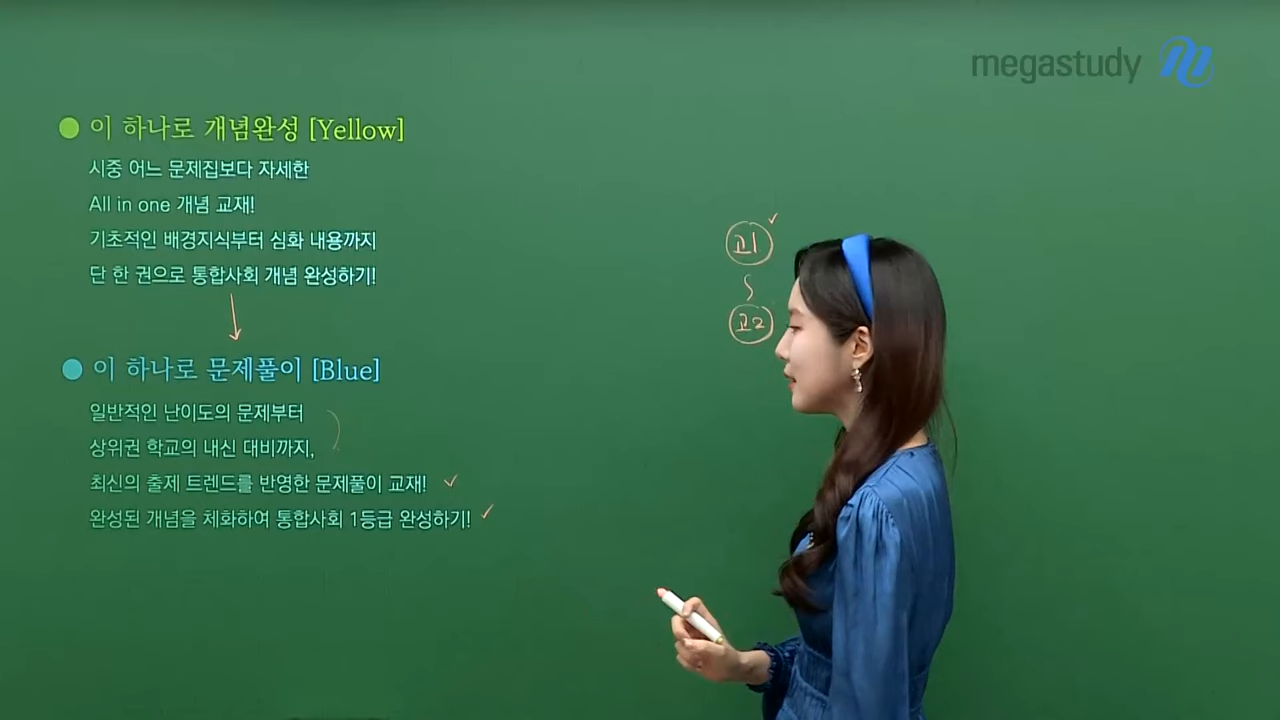 megastudy
이 하나로 개념완성 [Yellow]
시중 어느 문제집보다 자세한
All in one 개념 교재!
기초적인 배경지식부터 심화 내용까지
단 한 권으로 통합사회 개념 완성하기!
이 하나로 문제풀이 [Blue]
일반적인 난이도의 문제부터
상위권 학교의 내신 대비까지,
최신의 출제 트렌드를 반영한 문제풀이 교재!
완성된 개념을 체화하여 통합사회 1등급 완성하기!
고1
~
고2